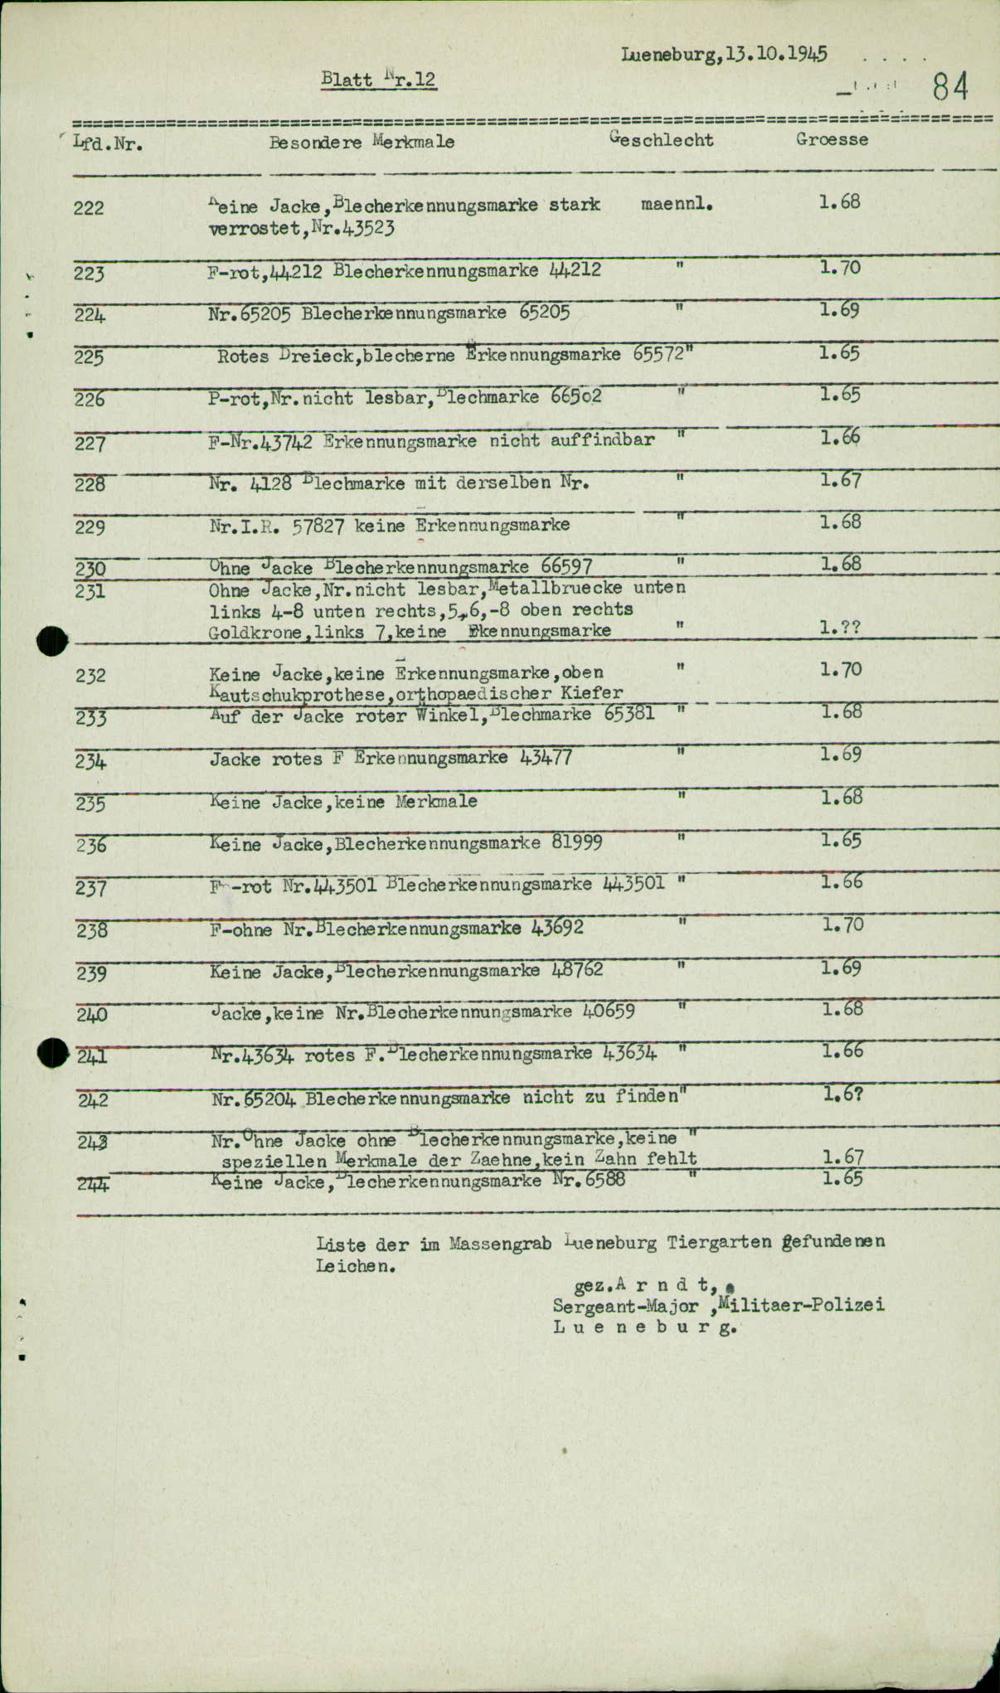 Lueneburg,13.10.1945
Blatt Nr.12
84
Lfd.Nr. Besondere Merkmale Geschlecht Groesse
222 Keine Jacke,Blecherkennungsmarke stark maennl. 1.68
verrostet,Nr.43523
223 F-rot,44212 Blecherkennungsmarke 44212 " 1.70
224 Nr.65205 Blecherkennungsmarke 65205 " 1.69
225 Rotes Dreieck,blecherne Erkennungsmarke 65572" 1.65
226 P-rot,Nr.nicht lesbar,Blechmarke 66502 " 1.65
227 F-Nr.43742 Erkennungsmarke nicht auffindbar " 1.66
228 Nr. 4128 Blechmarke mit derselben Nr. " 1.67
229 Nr.I.R. 57827 keine Erkennungsmarke " 1.68
230 Ohne Jacke Blecherkennungsmarke 66597 " 1.68
231 Ohne Jacke,Nr.nicht lesbar,Metallbruecke unten
links 4-8 unten rechts,5,6,-8 oben rechts
Goldkrone,links 7,keine Ekennungsmarke " 1.??
232 Keine Jacke,keine Erkennungsmarke,oben " 1.70
Kautschukprothese,orthopaedischer Kiefer
233 Auf der Jacke roter Winkel,Blechmarke 65381 " 1.68
234 Jacke rotes F Erkennungsmarke 43477 " 1.69
235 Keine Jacke,keine Merkmale " 1.68
236 Keine Jacke,Blecherkennungsmarke 81999 " 1.65
237 F-rot Nr.443501 Blecherkennungsmarke 443501 " 1.66
238 F-ohne Nr.Blecherkennungsmarke 43692 " 1.70
239 Keine Jacke,Blecherkennungsmarke 48762 " 1.69
240 Jacke,keine Nr.Blecherkennungsmarke 40659 " 1.68
241 Nr.43634 rotes F.Blecherkennungsmarke 43634 " 1.66
242 Nr.65204 Blecherkennungsmarke nicht zu finden" 1.6?
243 Nr.Ohne Jacke ohne Blecherkennungsmarke,keine "
speziellen Merkmale der Zaehne,kein Zahn fehlt 1.67
244 Keine Jacke,Blecherkennungsmarke Nr.6588 " 1.65
Liste der im Massengrab Lueneburg Tiergarten gefundenen
Leichen.
gez.A r n d t,
Sergeant-Major ,Militaer-Polizei
L u e n e b u r g.